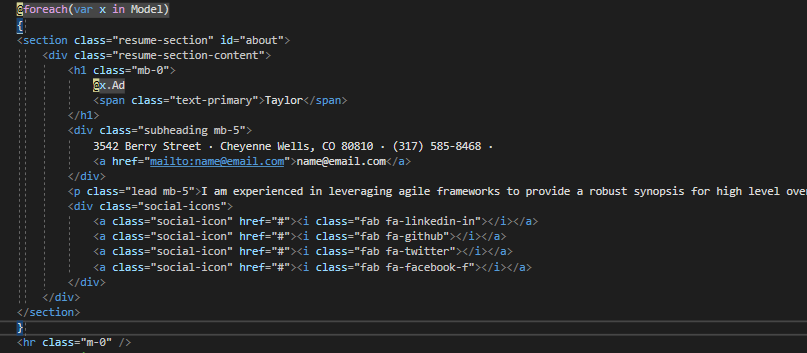 @foreach(var x in Model)
{
<section class="resume-section" id="about">
<div class="resume-section-content">
<h1 class="mb-0">
@x.Ad
<span class="text-primary">Taylor</span>
</h1>
<div class="subheading mb-5">
3542 Berry Street · Cheyenne Wells, CO 80810 · (317) 585-8468 ·
<a href="mailto:name@email.com">name@email.com</a>
</div>
<p class="lead mb-5">I am experienced in leveraging agile frameworks to provide a robust synopsis for high level over
<div class="social-icons">
<a class="social-icon" href="#"><i class="fab fa-linkedin-in"></i></a>
<a class="social-icon" href="#"><i class="fab fa-github"></i></a>
<a class="social-icon" href="#"><i class="fab fa-twitter"></i></a>
<a class="social-icon" href="#"><i class="fab fa-facebook-f"></i></a>
</div>
</div>
</section>
}
<hr class="m-0" />